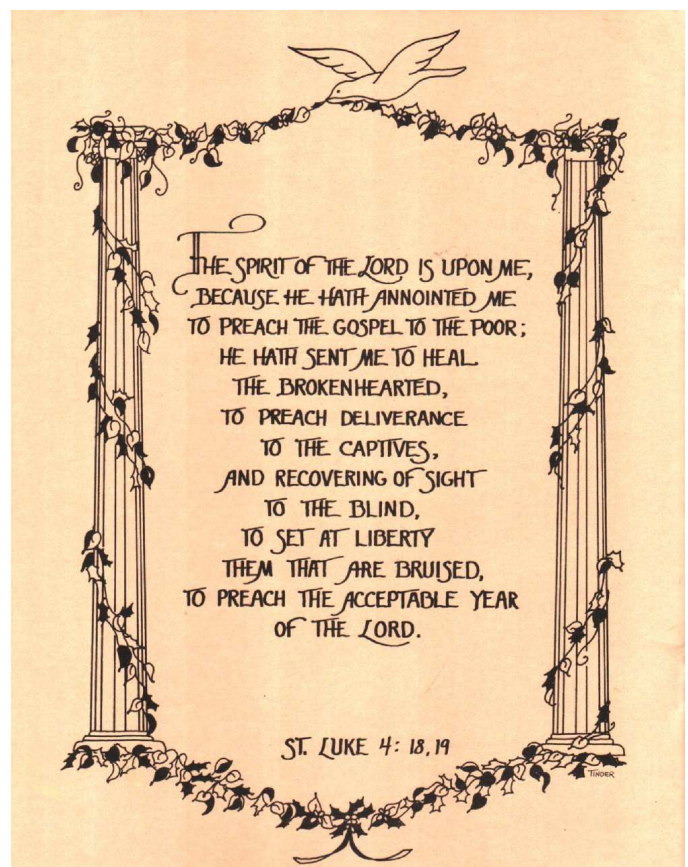 THE SPIRIT OF THE LORD IS UPON ME,
BECAUSE HE HATH ANNOINTED ME
TO PREACH THE GOSPEL TO THE POOR;
HE HATH SENT ME TO HEAL
THE BROKENHEARTED,
TO PREACH DELIVERANCE
TO THE CAPTIVES,
AND RECOVERING OF SIGHT
TO THE BLIND,
TO SET AT LIBERTY
THEM THAT ARE BRUISED,
TO PREACH THE ACCEPTABLE YEAR
OF THE LORD.
ST. LUKE 4: 18, 19
TINDER